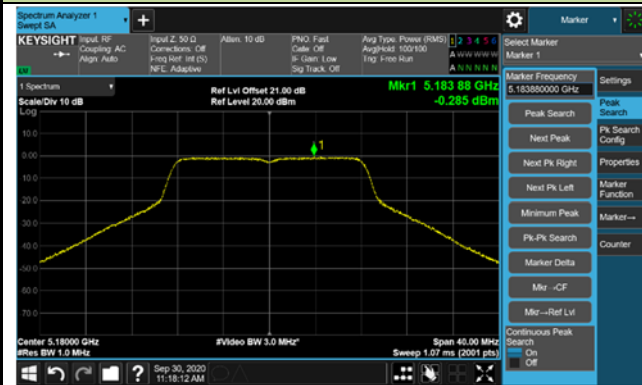 Spectrum Analyzer 1
Swept SA
Marker
KEYSIGHT
Input: RF
Coupling: AC
Align: Auto
Input Z: 50 Ω
Corrections: Off
Freq Ref: Int (S)
NFE: Adaptive
Atten: 10 dB
PNO: Fast
Gate: Off
IF Gain: Low
Sig Track: Off
Avg Type: Power (RMS)
Avg|Hold: 100/100
Trig: Free Run
1 2 3 4 5 6
A W W W W W
A N N N N N
Select Marker
Marker 1
1 Spectrum
Scale/Div 10 dB
Ref Lvl Offset 21.00 dB
Ref Level 20.00 dBm
Mkr1 5.183 88 GHz
-0.285 dBm
Log
10.0
0.00
1
-10.0
-20.0
-30.0
-40.0
-50.0
-60.0
-70.0
Center 5.18000 GHz
#Res BW 1.0 MHz
#Video BW 3.0 MHz*
Span 40.00 MHz
Sweep 1.07 ms (2001 pts)
Sep 30, 2020
11:18:12 AM
Marker Frequency
5.183880000 GHz
Peak Search
Next Peak
Next Pk Right
Next Pk Left
Minimum Peak
Pk-Pk Search
Marker Delta
Mkr→CF
Mkr→Ref Lvl
Continuous Peak
Search
On
Off
Settings
Peak
Search
Pk Search
Config
Properties
Marker
Function
Marker→
Counter